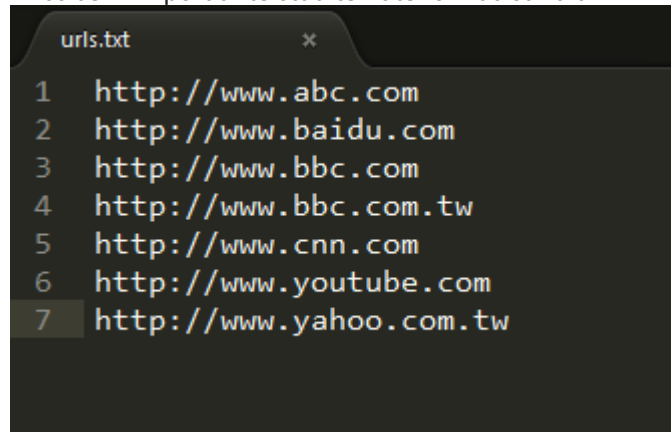 urls.txt ×
1 http://www.abc.com
2 http://www.baidu.com
3 http://www.bbc.com
4 http://www.bbc.com.tw
5 http://www.cnn.com
6 http://www.youtube.com
7 http://www.yahoo.com.tw